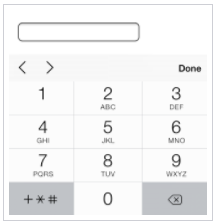 < > Done
1 2 3
ABC DEF
4 5 6
GHI JKL MNO
7 8 9
PQRS TUV WXYZ
+*# 0